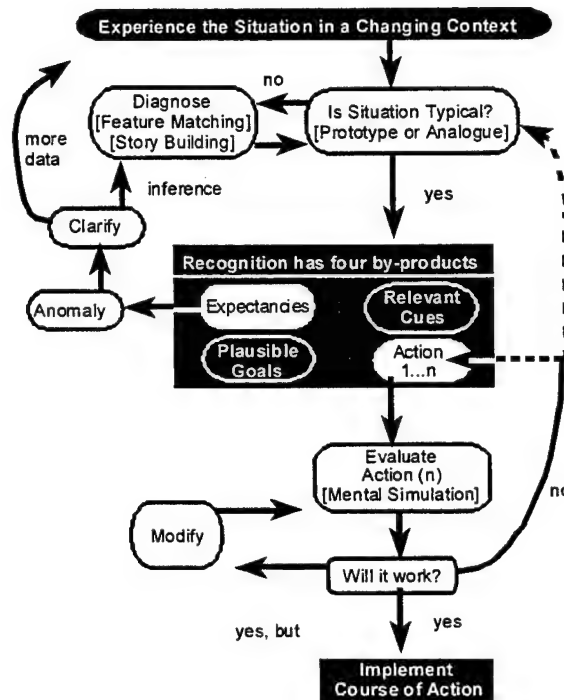 Experience the Situation in a Changing Context
no
Diagnose
[Feature Matching]
[Story Building]
Is Situation Typical?
[Prototype or Analogue]
more
data
inference
yes
Clarify
Recognition has four by-products
Anomaly
Expectancies
Relevant
Cues
Plausible
Goals
Action
1...n
Evaluate
Action (n)
[Mental Simulation]
no
Modify
Will it work?
yes, but
yes
Implement
Course of Action